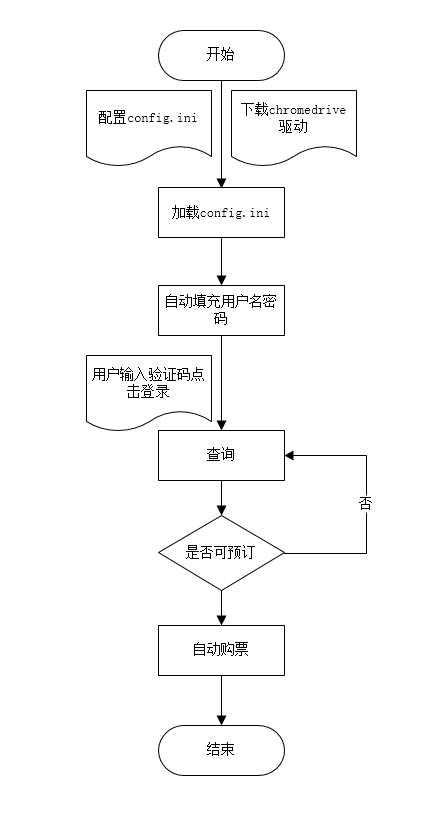 开始
配置config.ini
下载chromedrive
驱动
加载config.ini
自动填充用户名密
码
用户输入验证码点
击登录
查询
否
是否可预订
自动购票
结束